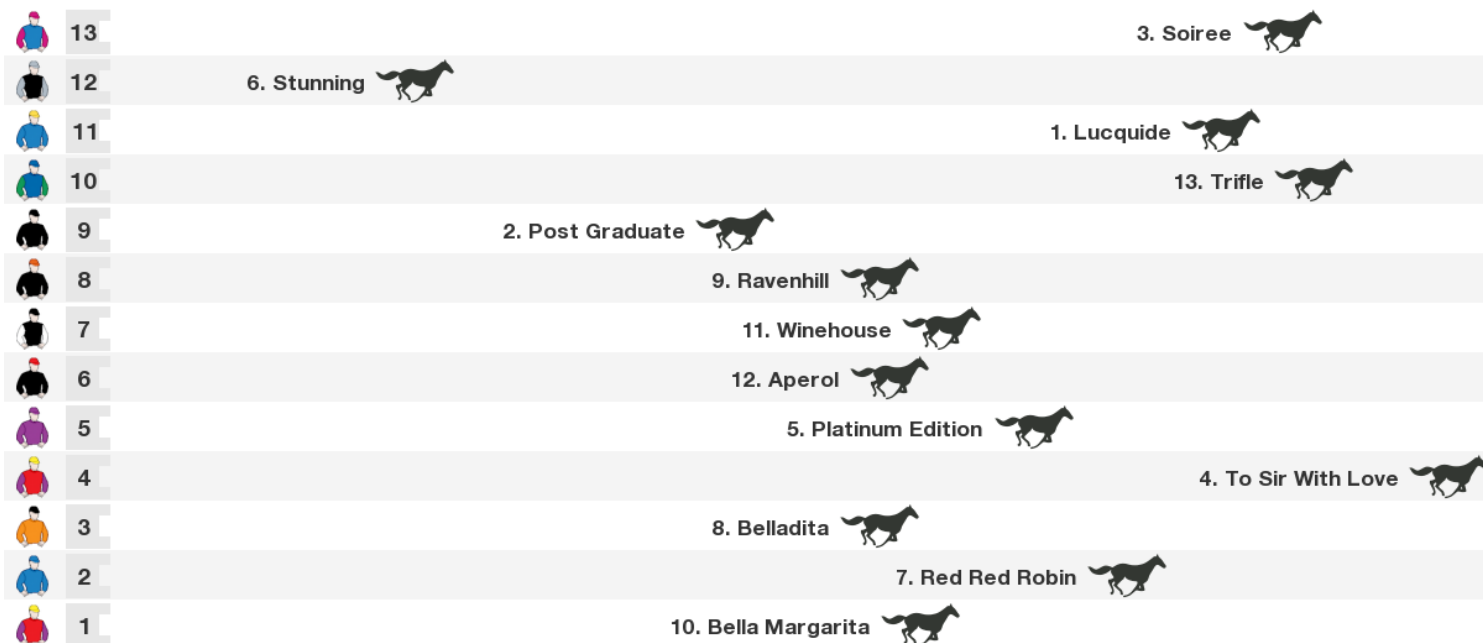 13 3. Soiree
12 6. Stunning
11 1. Lucquide
10 13. Trifle
9 2. Post Graduate
8 9. Ravenhill
7 11. Winehouse
6 12. Aperol
5 5. Platinum Edition
4 4. To Sir With Love
3 8. Belladita
2 7. Red Red Robin
1 10. Bella Margarita